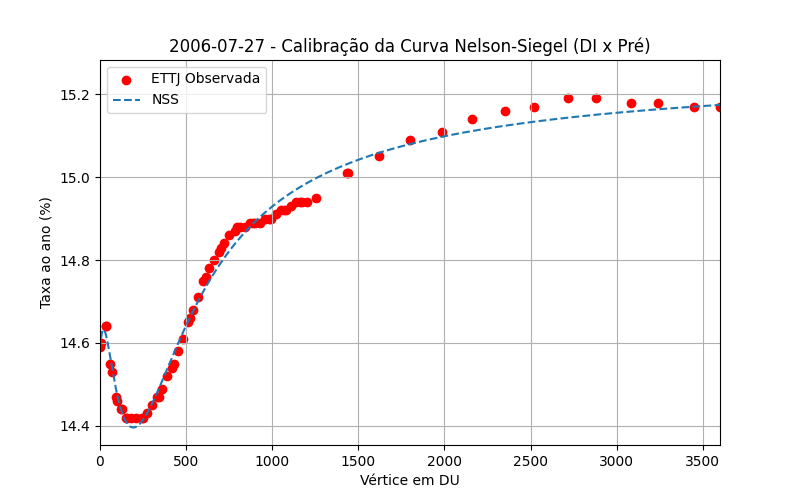 2006-07-27 - Calibração da Curva Nelson-Siegel (DI x Pré)
ETTJ Observada
NSS
Taxa ao ano (%)
15.2
15.0
14.8
14.6
14.4
0 500 1000 1500 2000 2500 3000 3500
Vértice em DU